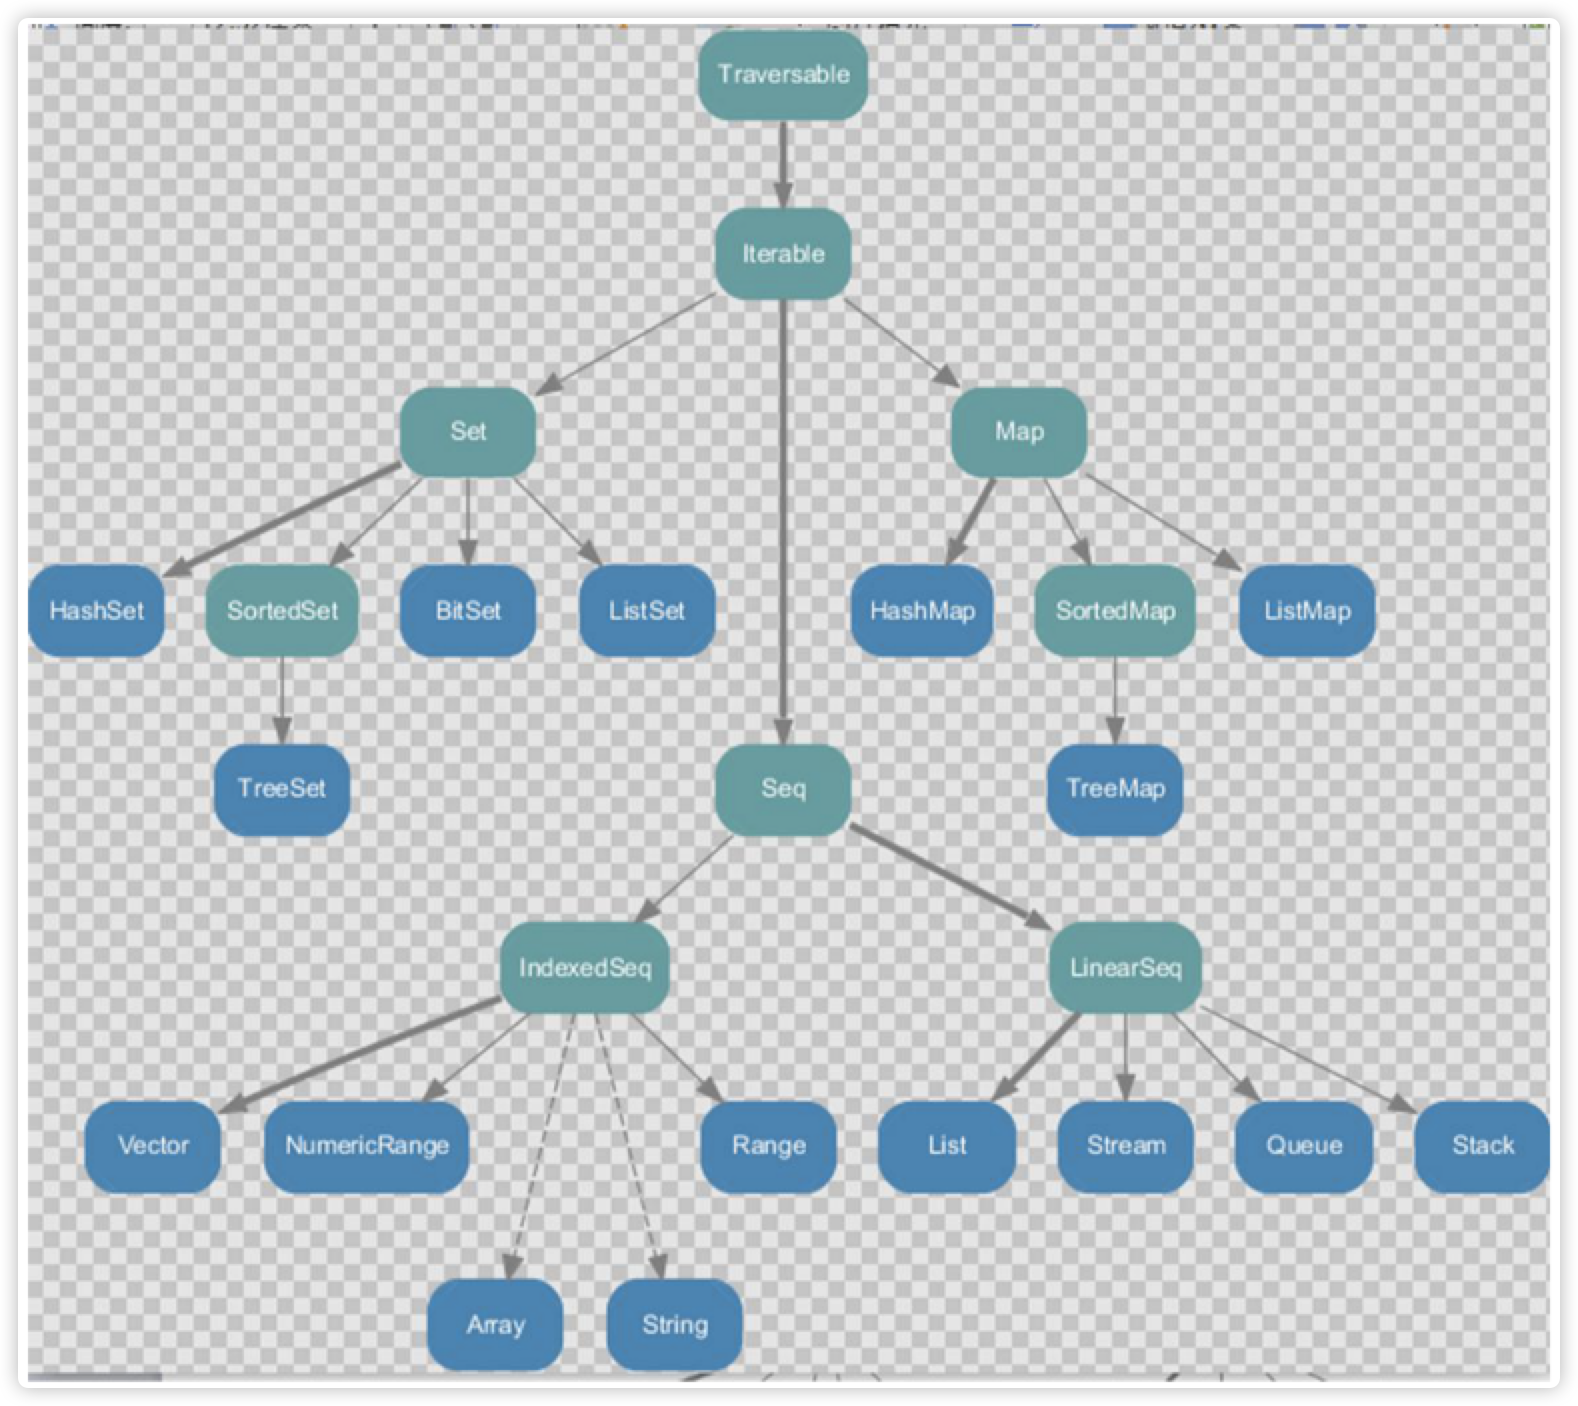 Traversable
Iterable
Set
Map
HashSet
SortedSet
BitSet
ListSet
HashMap
SortedMap
ListMap
TreeSet
Seq
TreeMap
IndexedSeq
LinearSeq
Vector
NumericRange
Range
List
Stream
Queue
Stack
Array
String